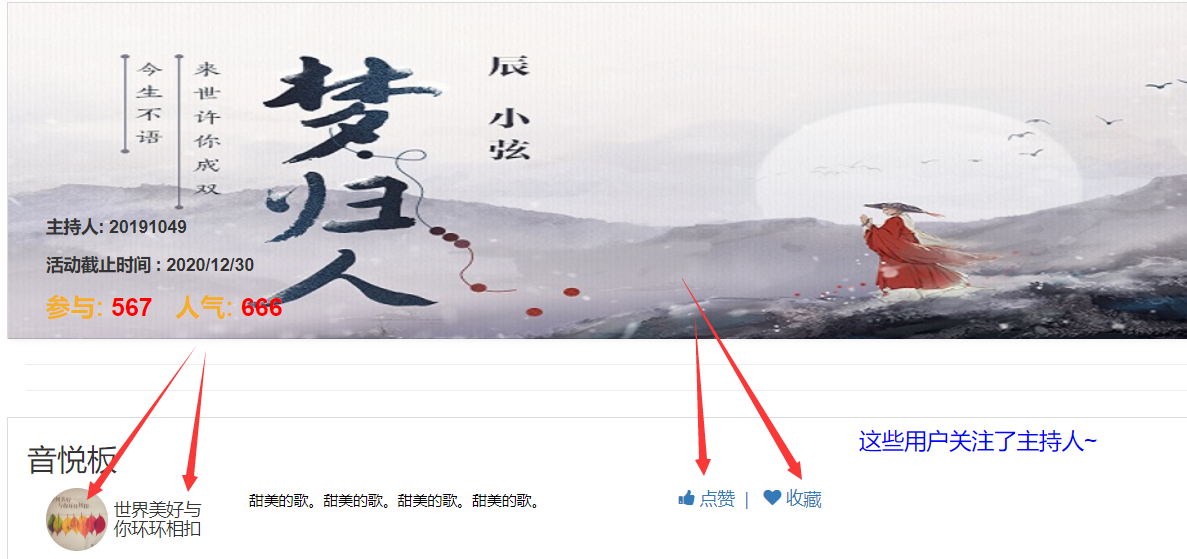 今生不语
来世许你成双
梦归人
辰 小弦
主持人: 20191049
活动截止时间 : 2020/12/30
参与: 567 人气: 666
音悦板
这些用户关注了主持人~
世界美好与
你环环相扣
甜美的歌。甜美的歌。甜美的歌。甜美的歌。
点赞 | 收藏